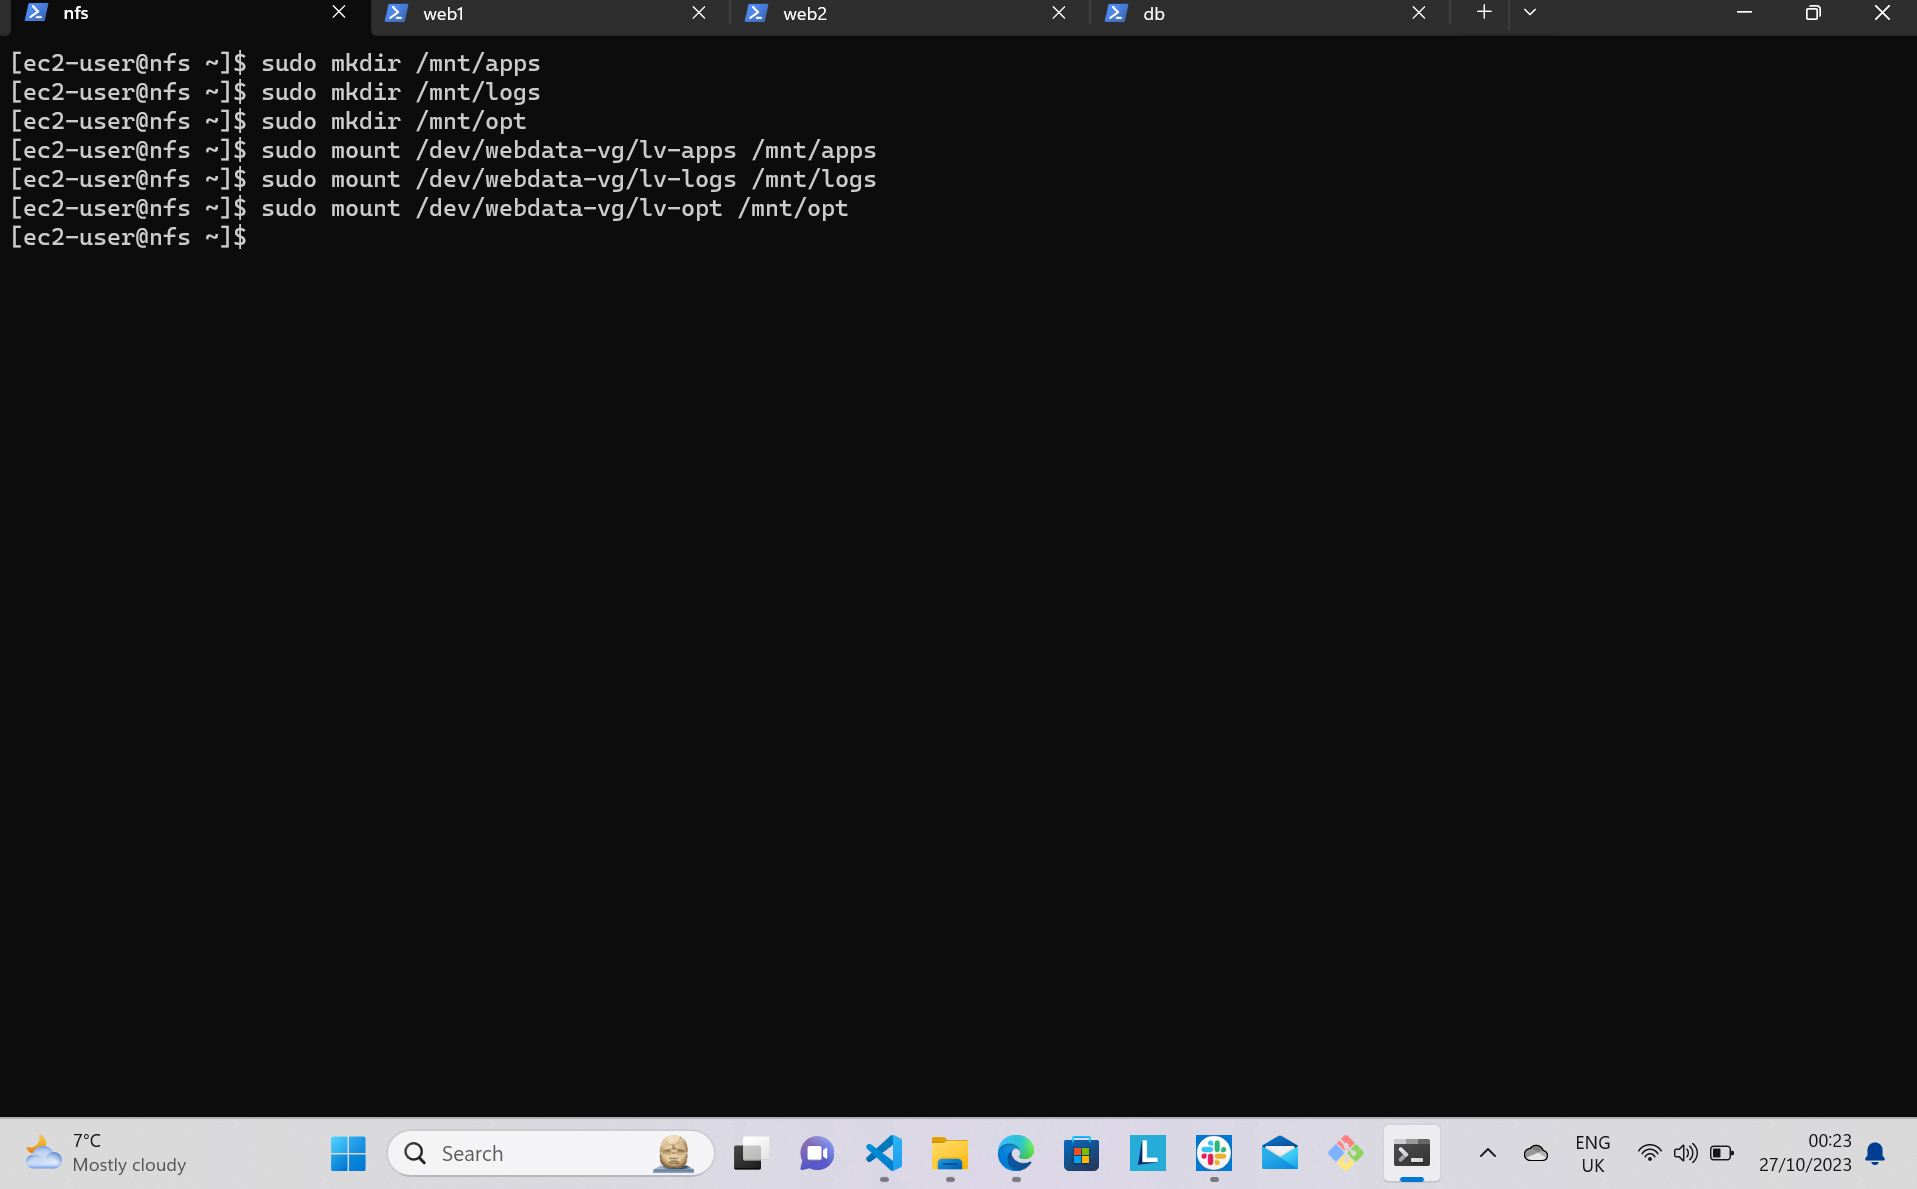 nfs
web1
web2
db
[ec2-user@nfs ~]$ sudo mkdir /mnt/apps
[ec2-user@nfs ~]$ sudo mkdir /mnt/logs
[ec2-user@nfs ~]$ sudo mkdir /mnt/opt
[ec2-user@nfs ~]$ sudo mount /dev/webdata-vg/lv-apps /mnt/apps
[ec2-user@nfs ~]$ sudo mount /dev/webdata-vg/lv-logs /mnt/logs
[ec2-user@nfs ~]$ sudo mount /dev/webdata-vg/lv-opt /mnt/opt
[ec2-user@nfs ~]$
7°C
Mostly cloudy
Search
L
ENG
UK
00:23
27/10/2023